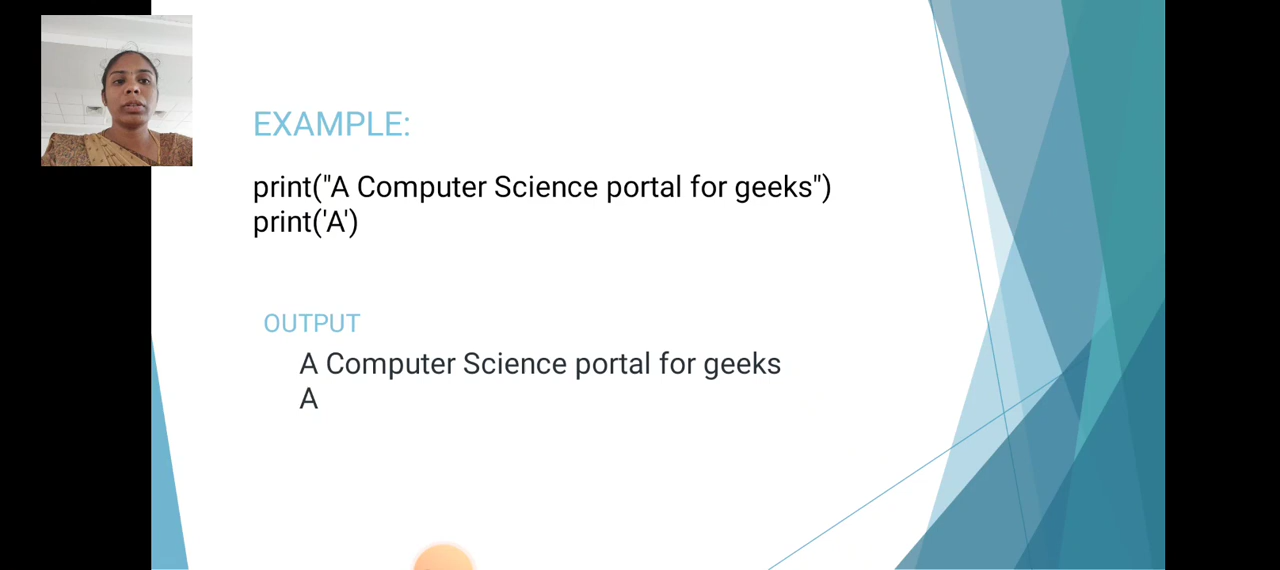 EXAMPLE:
print("A Computer Science portal for geeks")
print('A')
OUTPUT
A Computer Science portal for geeks
A